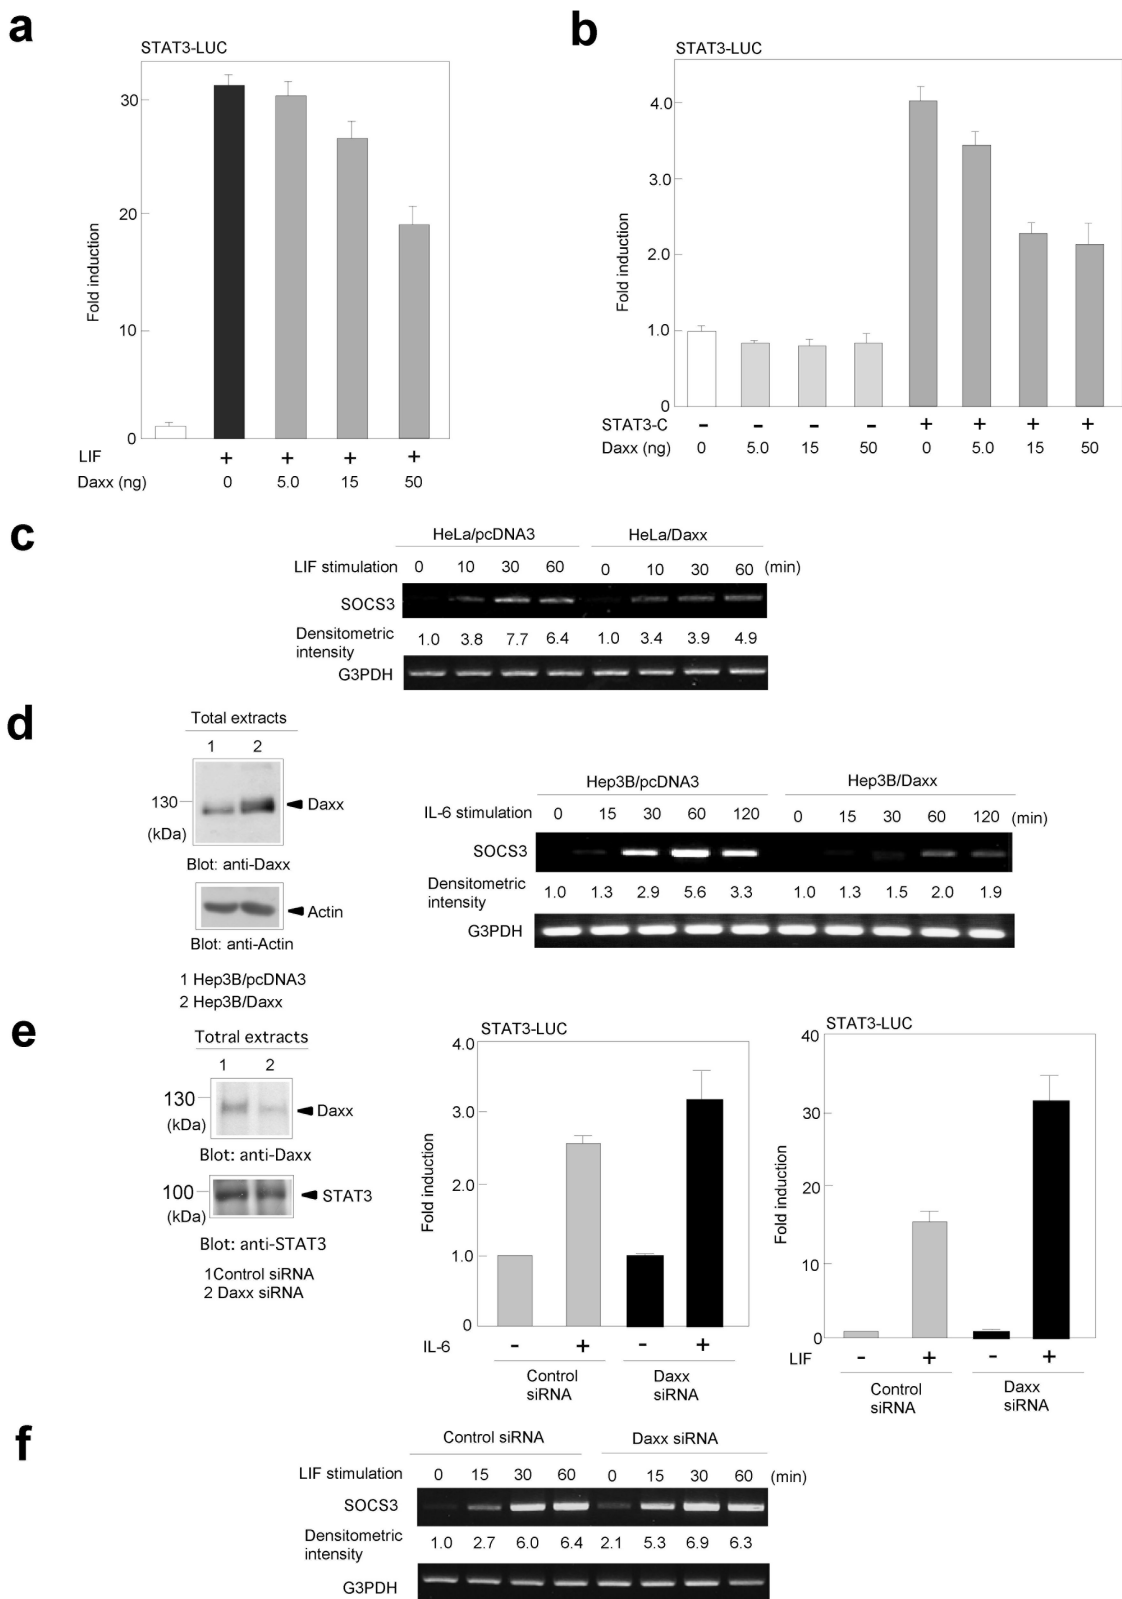 a
STAT3-LUC
30
20
10
0
Fold induction
LIF + + + +
Daxx (ng) 0 5.0 15 50
b
STAT3-LUC
4.0
3.0
2.0
1.0
0
Fold induction
STAT3-C - - - - + + + +
Daxx (ng) 0 5.0 15 50 0 5.0 15 50
c
HeLa/pcDNA3 HeLa/Daxx
LIF stimulation 0 10 30 60 0 10 30 60 (min)
SOCS3
Densitometric
intensity
1.0 3.8 7.7 6.4 1.0 3.4 3.9 4.9
G3PDH
d
Total extracts
1 2
130
(kDa)
Daxx
Blot: anti-Daxx
Actin
Blot: anti-Actin
1 Hep3B/pcDNA3
2 Hep3B/Daxx
Hep3B/pcDNA3 Hep3B/Daxx
IL-6 stimulation 0 15 30 60 120 0 15 30 60 120 (min)
SOCS3
Densitometric
intensity
1.0 1.3 2.9 5.6 3.3 1.0 1.3 1.5 2.0 1.9
G3PDH
e
Totral extracts
1 2
130
(kDa)
Daxx
Blot: anti-Daxx
100
(kDa)
STAT3
Blot: anti-STAT3
1Control siRNA
2 Daxx siRNA
STAT3-LUC
4.0
3.0
2.0
1.0
0
Fold induction
IL-6 - + - +
Control
siRNA
Daxx
siRNA
STAT3-LUC
40
30
20
10
0
Fold induction
LIF - + - +
Control
siRNA
Daxx
siRNA
f
Control siRNA Daxx siRNA
LIF stimulation 0 15 30 60 0 15 30 60 (min)
SOCS3
Densitometric
intensity
1.0 2.7 6.0 6.4 2.1 5.3 6.9 6.3
G3PDH